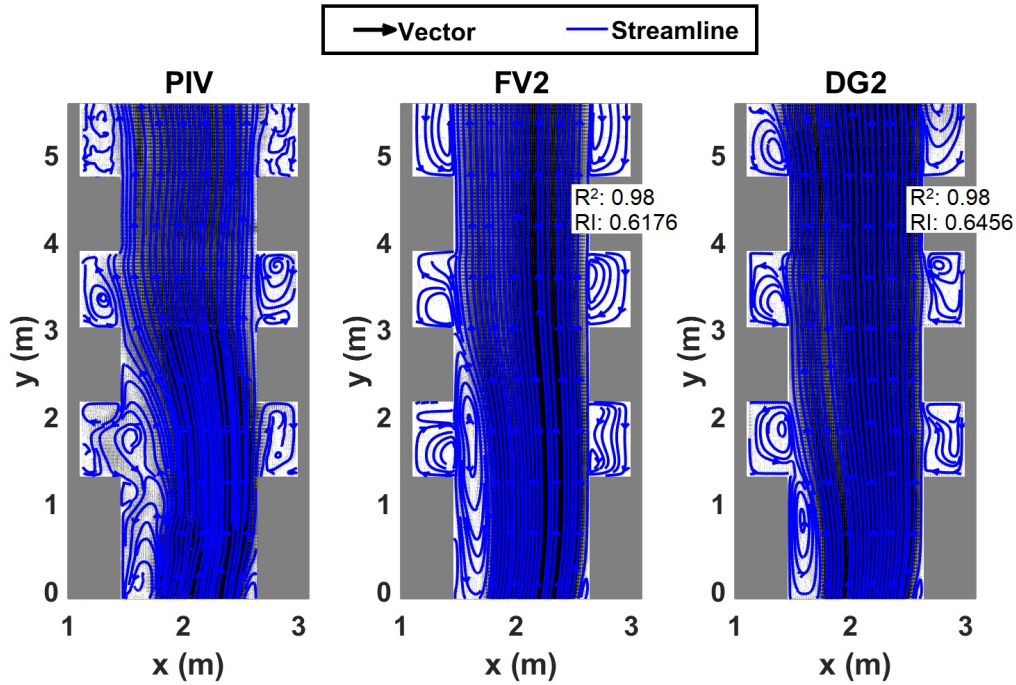 Vector Streamline
PIV FV2 DG2
5 5 5
R²: 0.98 R²: 0.98
RI: 0.6176 RI: 0.6456
4 4 4
3 3 3
y (m) y (m) y (m)
2 2 2
1 1 1
0 0 0
1 2 3 1 2 3 1 2 3
x (m) x (m) x (m)